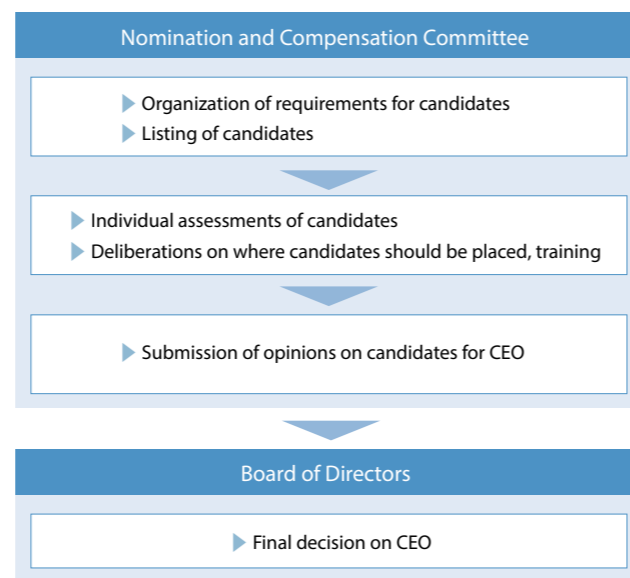 Nomination and Compensation Committee
Organization of requirements for candidates
Listing of candidates
Individual assessments of candidates
Deliberations on where candidates should be placed, training
Submission of opinions on candidates for CEO
Board of Directors
Final decision on CEO